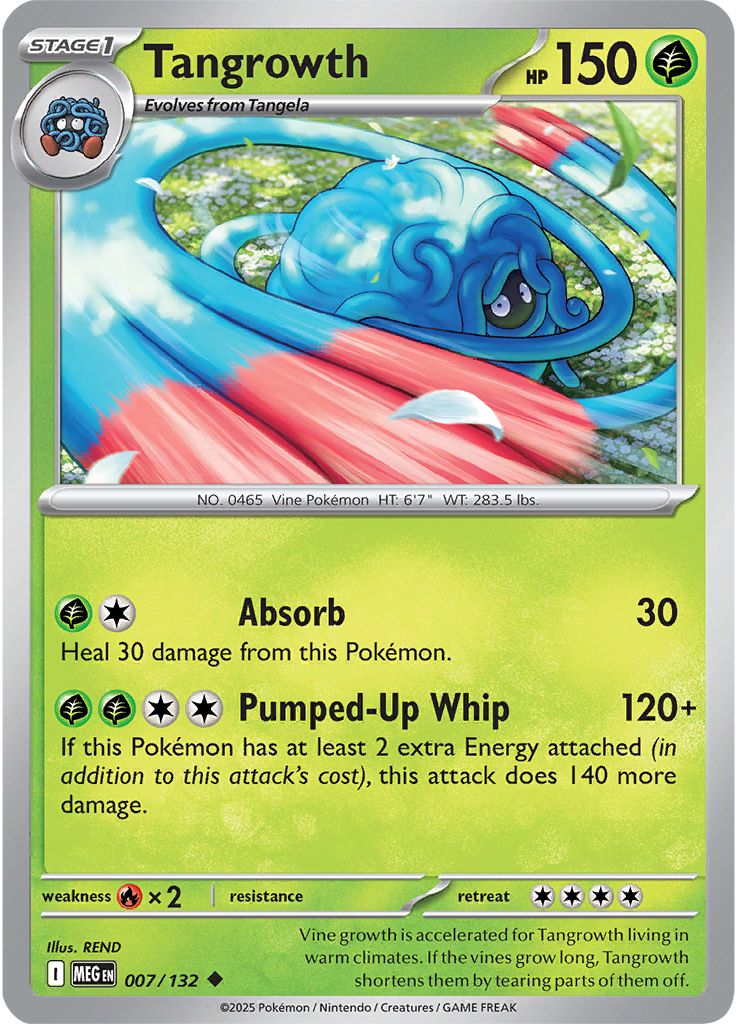 STAGE 1
Tangrowth
HP 150
Evolves from Tangela
NO. 0465 Vine Pokémon HT: 6'7" WT: 283.5 lbs.
Absorb 30
Heal 30 damage from this Pokémon.
Pumped-Up Whip 120+
If this Pokémon has at least 2 extra Energy attached (in
addition to this attack's cost), this attack does 140 more
damage.
weakness × 2 resistance retreat
Illus. REND
Vine growth is accelerated for Tangrowth living in
warm climates. If the vines grow long, Tangrowth
shortens them by tearing parts of them off.
I MEG EN 007 / 132
©2025 Pokémon / Nintendo / Creatures / GAME FREAK